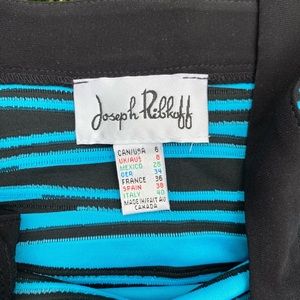 Joseph Ribkoff
CAN/USA 6
UK/AUS 8
MEXICO 28
GER 34
FRANCE 36
SPAIN 38
ITALY 40
MADE IN/FAIT AU
CANADA